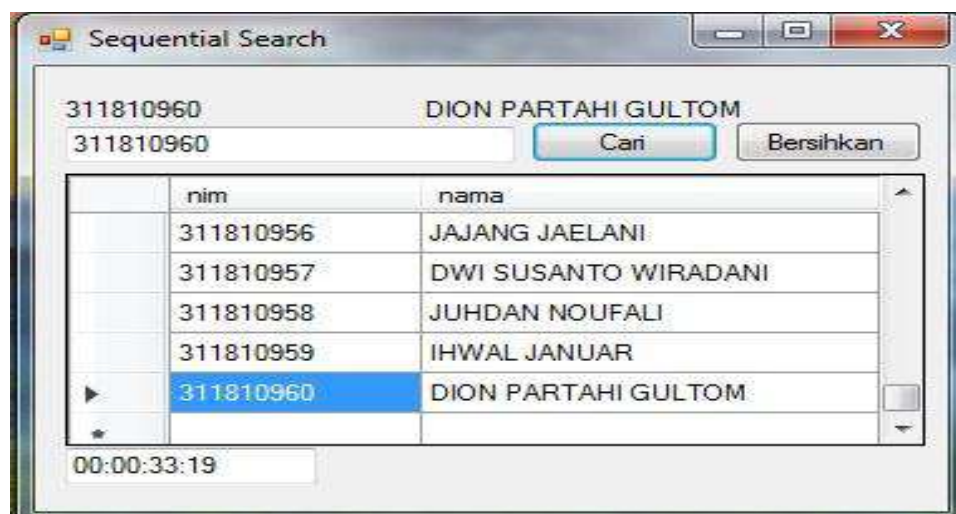 Sequential Search
311810960 DION PARTAHI GULTOM
311810960 Cari Bersihkan
nim nama
311810956 JAJANG JAELANI
311810957 DWI SUSANTO WIRADANI
311810958 JUHDAN NOUFALI
311810959 IHWAL JANUAR
311810960 DION PARTAHI GULTOM
00:00:33:19